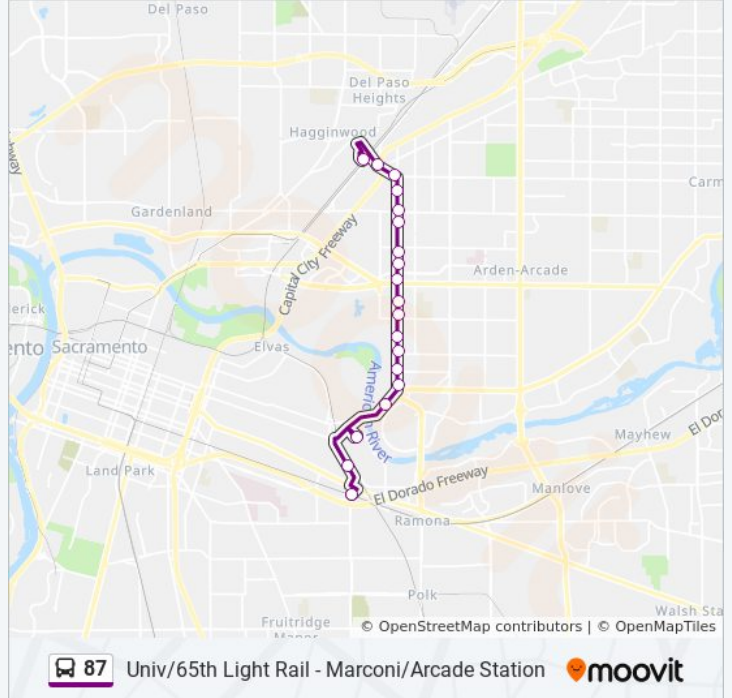 Del Paso
Del Paso
Heights
Hagginwood
Carm
Gardenland
Capital City Freeway
Arden-Arcade
erick
ento Sacramento
Elvas
American River
Mayhew
El Dor
Land Park
El Dorado Freeway
Manlove
Ramona
Polk
Walsh Sta
Fruitridge
Manor
© OpenStreetMap contributors | © OpenMapTiles
87 Univ/65th Light Rail - Marconi/Arcade Station moovit